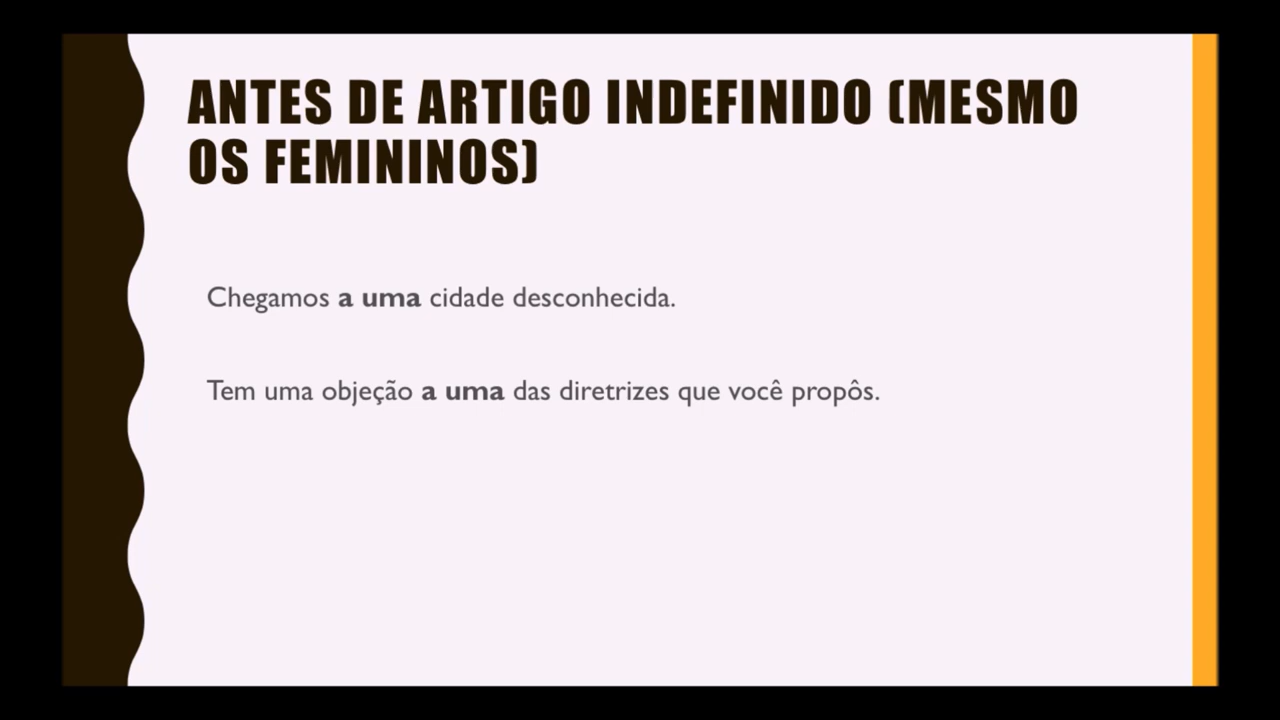 ANTES DE ARTIGO INDEFINIDO (MESMO
OS FEMININOS)
Chegamos a uma cidade desconhecida.
Tem uma objeção a uma das diretrizes que você propôs.